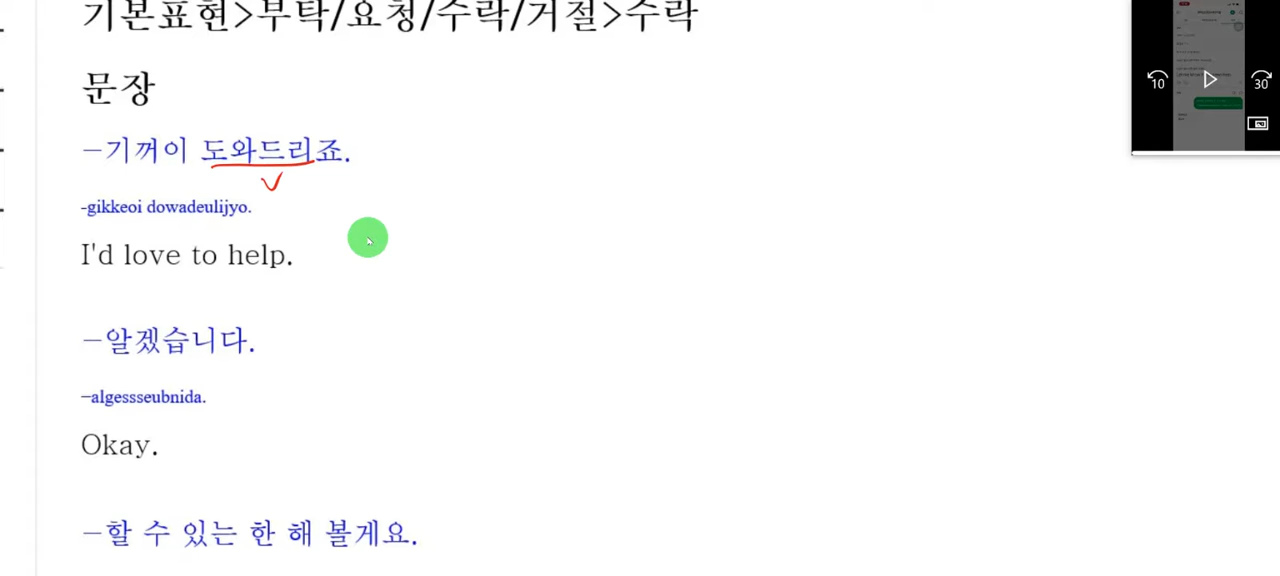 기본표현>부탁/요청/수락/거절>수락
문장
-기꺼이 도와드리죠.
-gikkeoi dowadeulijyo.
I'd love to help.
-알겠습니다.
-algessseubnida.
Okay.
-할 수 있는 한 해 볼게요.
10
30